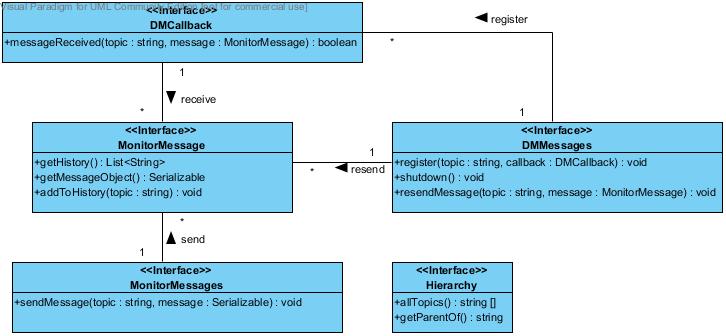 Visual Paradigm for UML Community Edition [not for commercial use]
<<Interface>>
DMCallback
+messageReceived(topic : string, message : MonitorMessage) : boolean
register
*
1
receive
*
1
<<Interface>>
MonitorMessage
+getHistory() : List<String>
+getMessageObject() : Serializable
+addToHistory(topic : string) : void
1
resend
*
<<Interface>>
DMMessages
+register(topic : string, callback : DMCallback) : void
+shutdown() : void
+resendMessage(topic : string, message : MonitorMessage) : void
*
send
1
<<Interface>>
MonitorMessages
+sendMessage(topic : string, message : Serializable) : void
<<Interface>>
Hierarchy
+allTopics() : string []
+getParentOf() : string